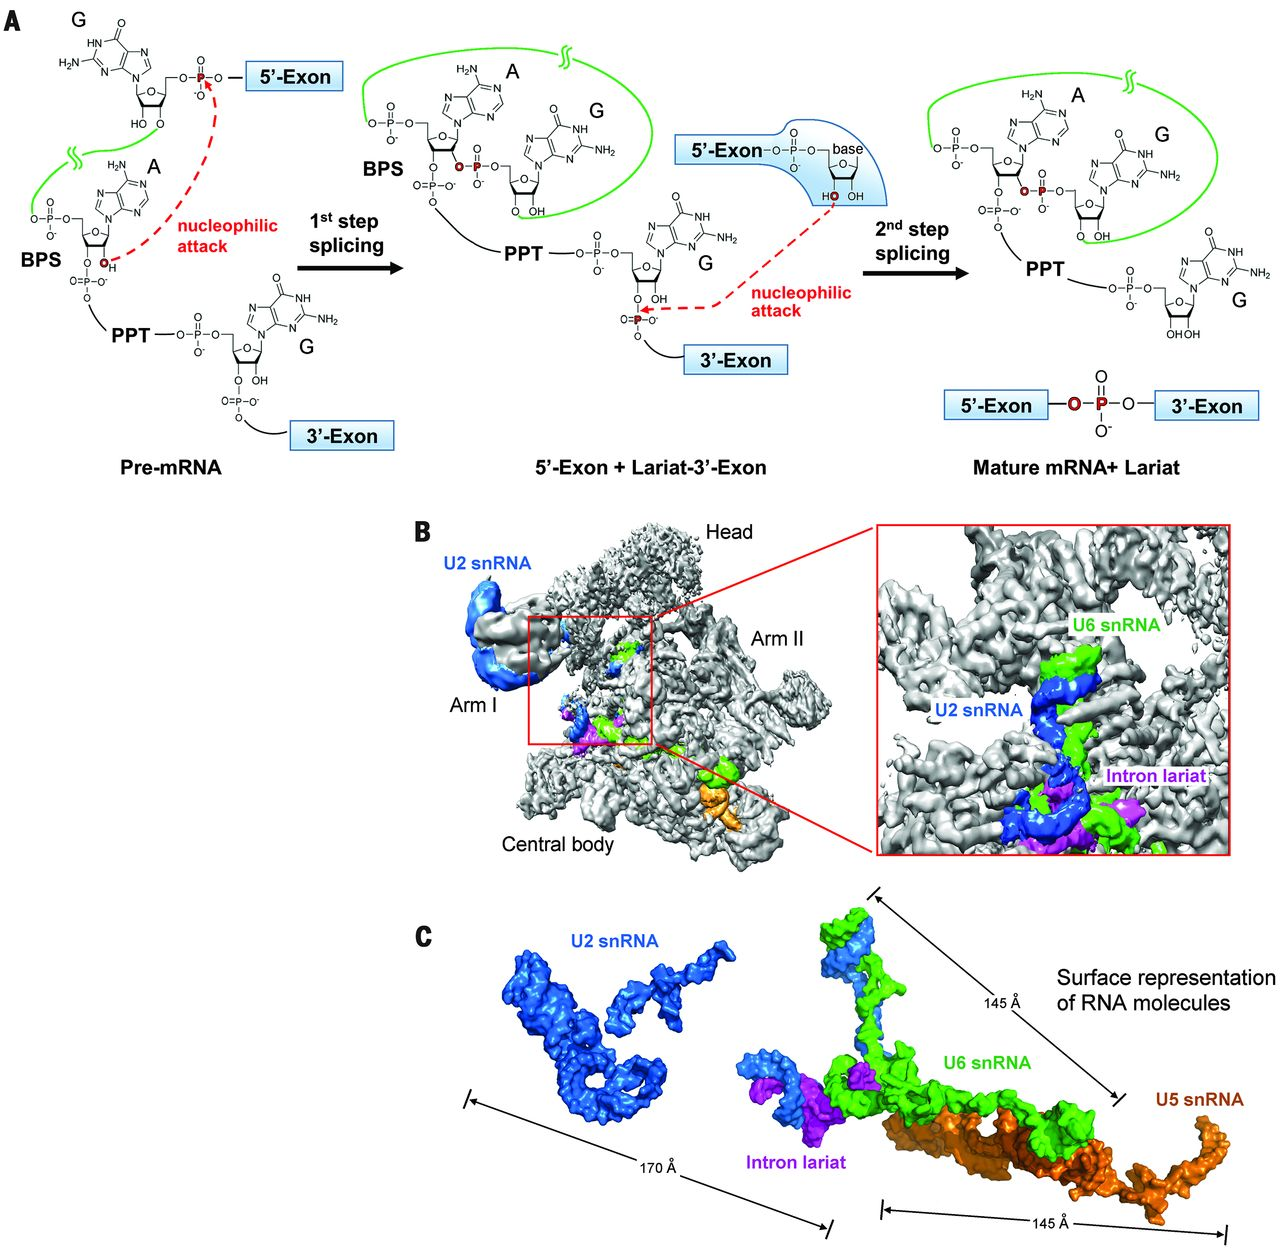 A
G
5’-Exon
A
BPS
nucleophilic
attack
PPT
G
3’-Exon
Pre-mRNA
1st step
splicing
A
G
BPS
PPT
G
5’-Exon
base
nucleophilic
attack
3’-Exon
5’-Exon + Lariat-3’-Exon
2nd step
splicing
A
G
PPT
G
5’-Exon
O
P
O
O
O-
3’-Exon
Mature mRNA+ Lariat
B
U2 snRNA
Head
Arm I
Arm II
Central body
U6 snRNA
U2 snRNA
Intron lariat
C
U2 snRNA
145 Å
Surface representation
of RNA molecules
U6 snRNA
U5 snRNA
Intron lariat
170 Å
145 Å